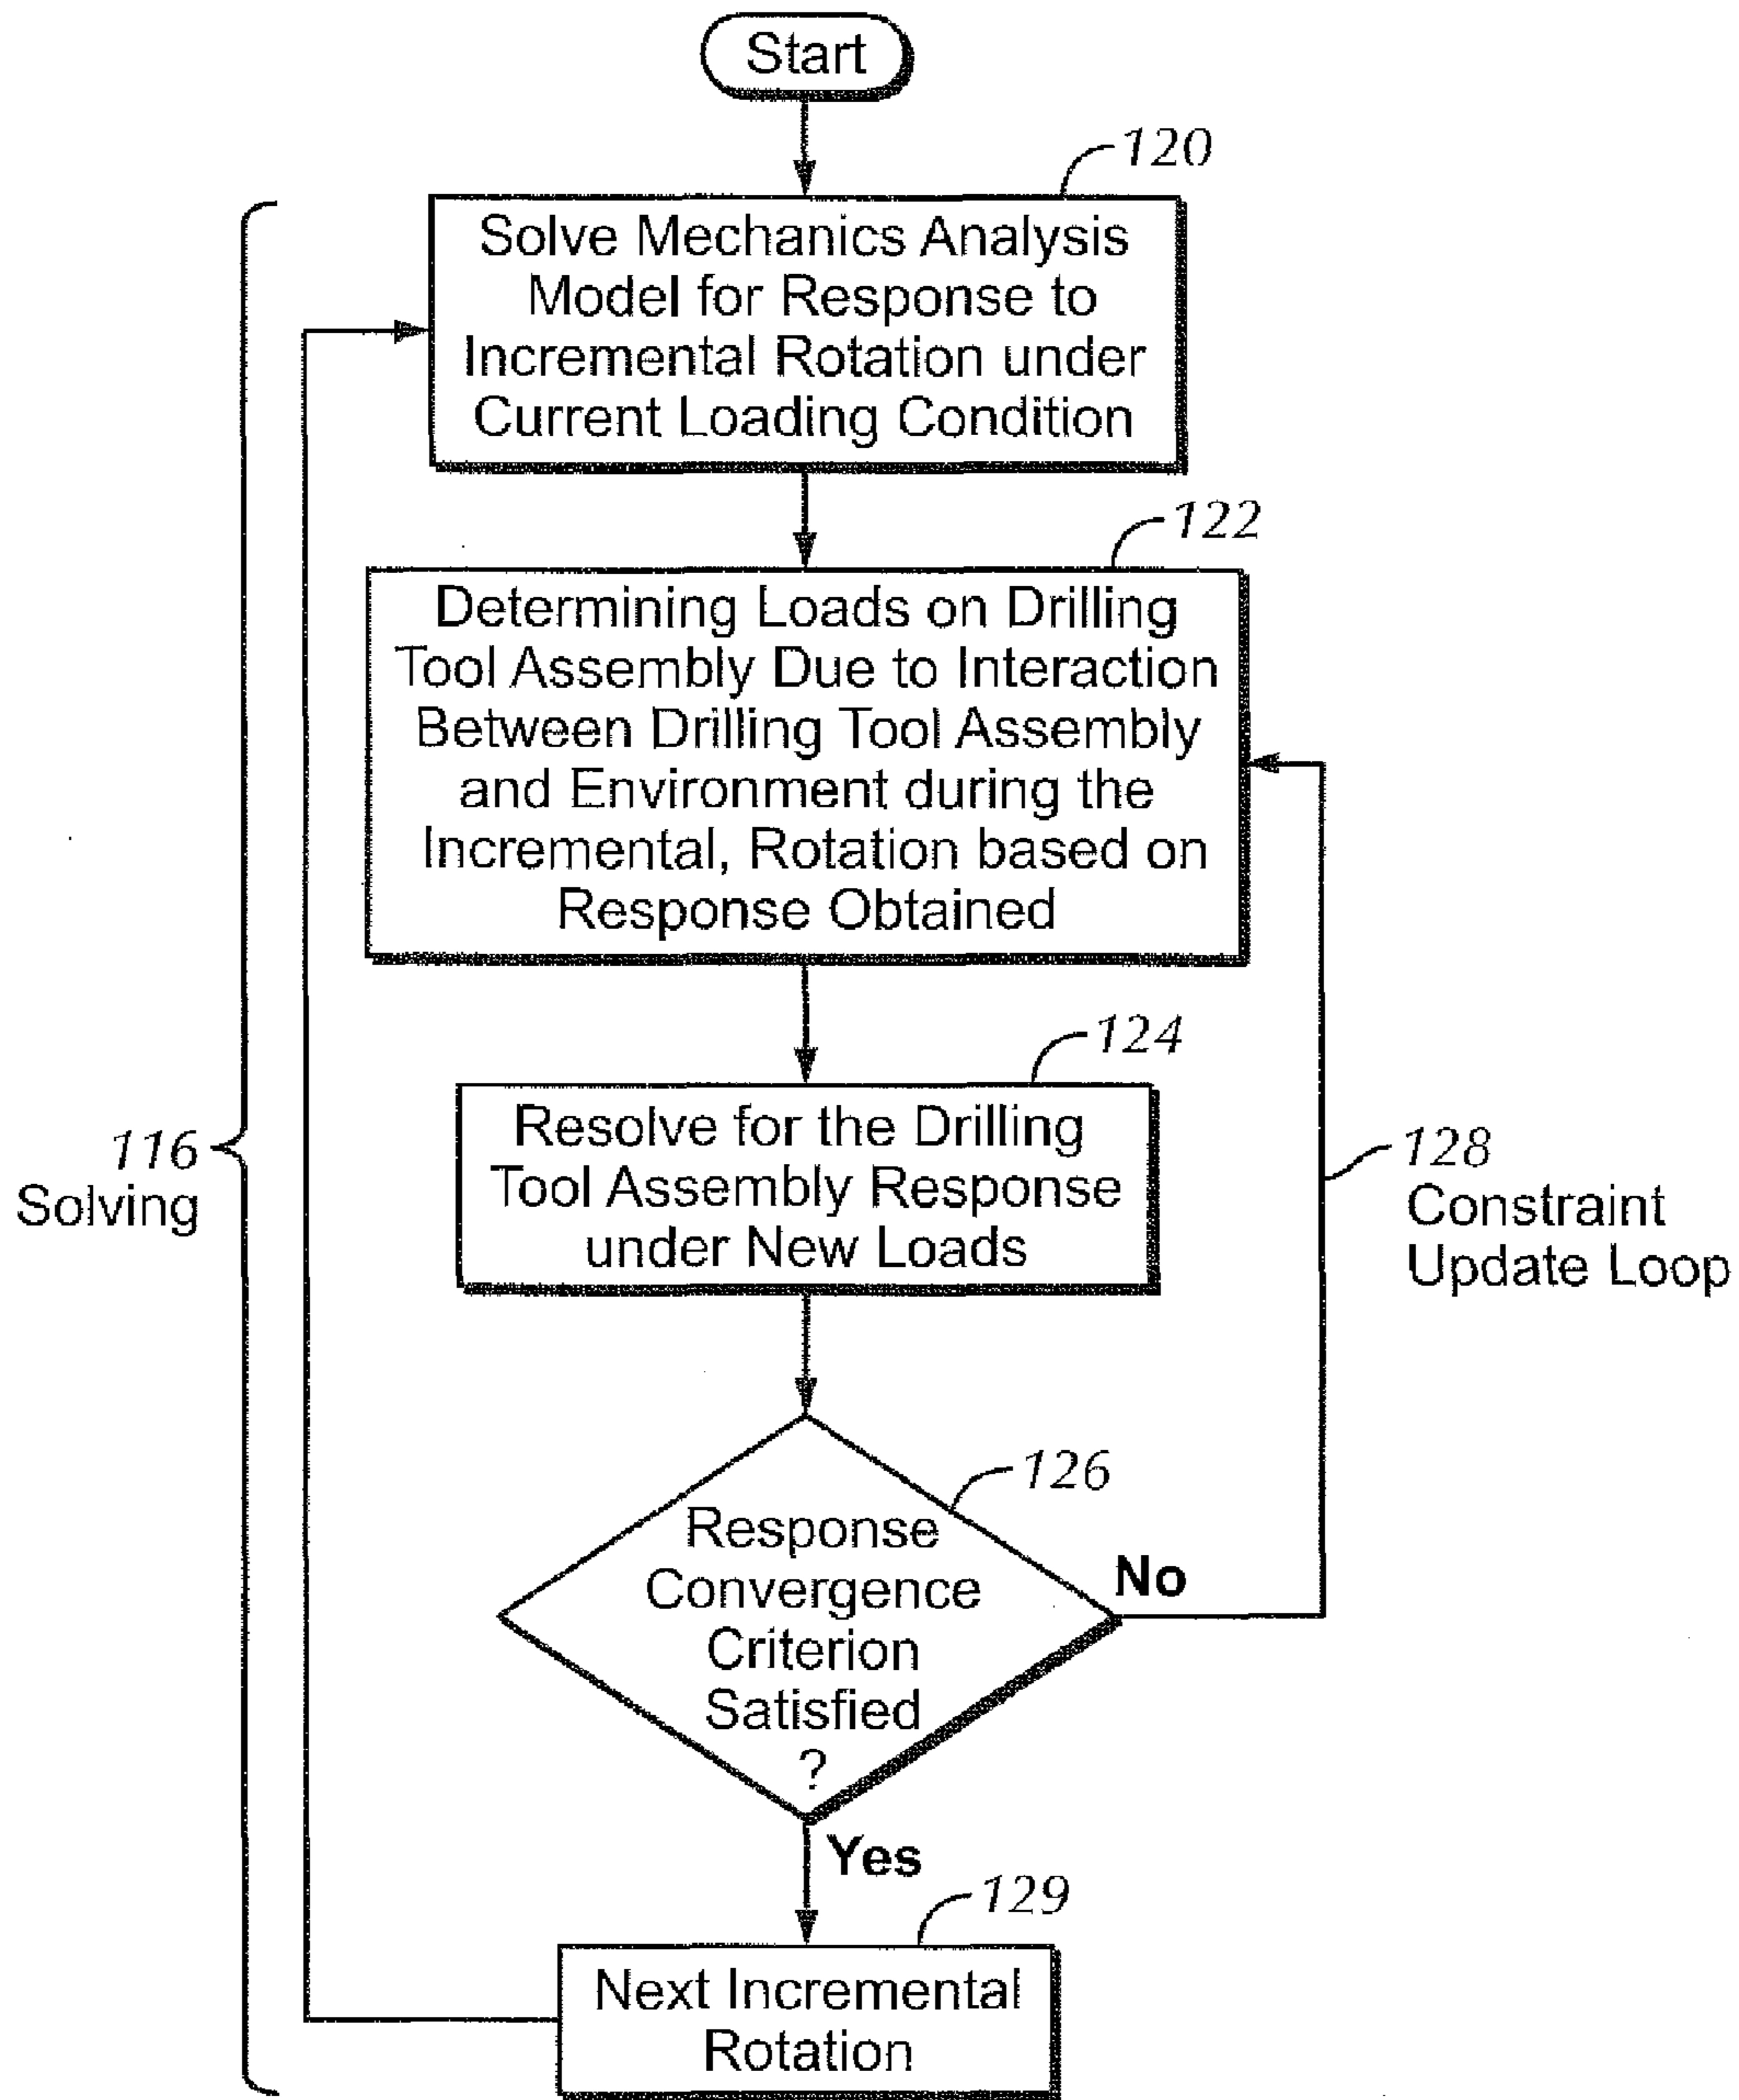 Start
120
Solve Mechanics Analysis
Model for Response to
Incremental Rotation under
Current Loading Condition
122
Determining Loads on Drilling
Tool Assembly Due to Interaction
Between Drilling Tool Assembly
and Environment during the
Incremental, Rotation based on
Response Obtained
124
Resolve for the Drilling
Tool Assembly Response
under New Loads
116
Solving
128
Constraint
Update Loop
126
Response
Convergence
Criterion
Satisfied
?
No
Yes
129
Next Incremental
Rotation